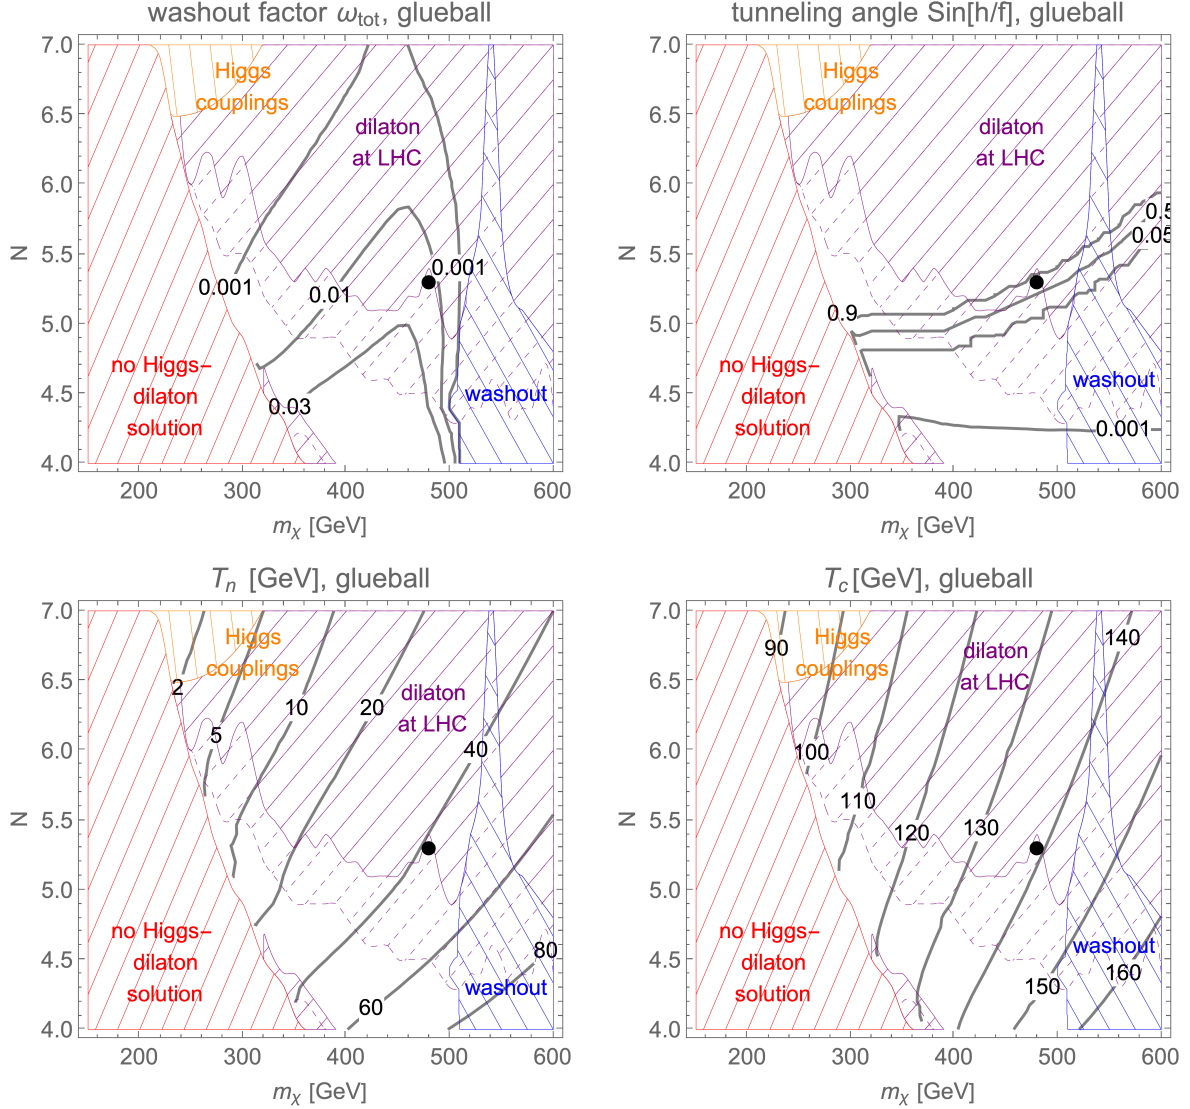 washout factor ωtot, glueball
7.0
6.5
6.0
5.5
5.0
4.5
4.0
N
200
300
400
500
600
mχ [GeV]
Higgs
couplings
dilaton
at LHC
0.001
0.001
0.01
0.03
no Higgs−
dilaton
solution
washout
tunneling angle Sin[h/f], glueball
7.0
6.5
6.0
5.5
5.0
4.5
4.0
N
200
300
400
500
600
mχ [GeV]
Higgs
couplings
dilaton
at LHC
0.5
0.05
0.9
no Higgs−
dilaton
solution
washout
0.001
Tn [GeV], glueball
7.0
6.5
6.0
5.5
5.0
4.5
4.0
N
200
300
400
500
600
mχ [GeV]
Higgs
couplings
2
dilaton
at LHC
5
10
20
40
no Higgs−
dilaton
solution
80
washout
60
Tc[GeV], glueball
7.0
6.5
6.0
5.5
5.0
4.5
4.0
N
200
300
400
500
600
mχ [GeV]
90
Higgs
couplings
140
dilaton
at LHC
100
110
120
130
no Higgs−
dilaton
solution
washout
150
160